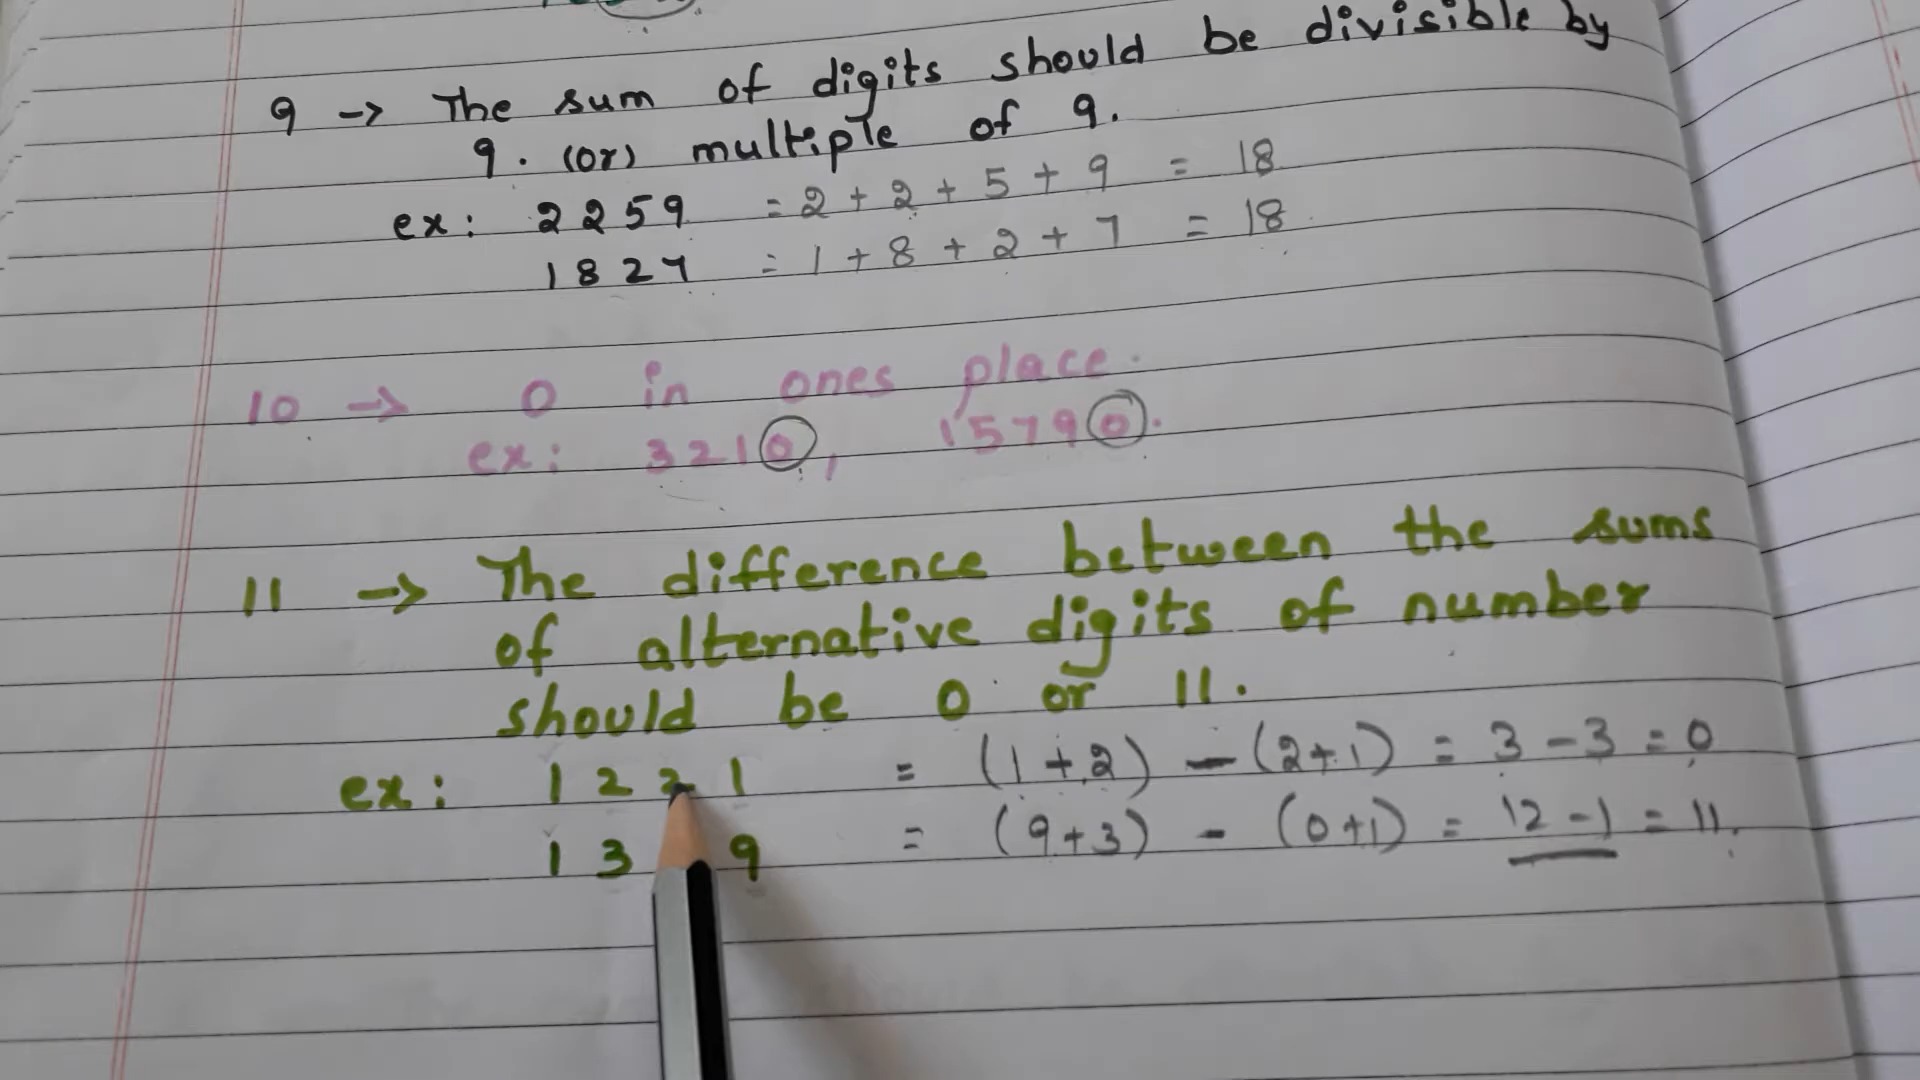 9 -> The sum of digits should be divisible by
9. (or) multiple of 9.
ex: 2259 = 2+2+5+9 = 18
1827 = 1+8+2+7 = 18
10 -> 0 in ones place.
ex: 3210, 15790.
11 -> The difference between the sums
of alternative digits of number
should be 0 or 11.
ex: 1221 = (1+2) - (2+1) = 3-3=0
13 9 = (9+3) - (0+1) = 12-1 = 11.